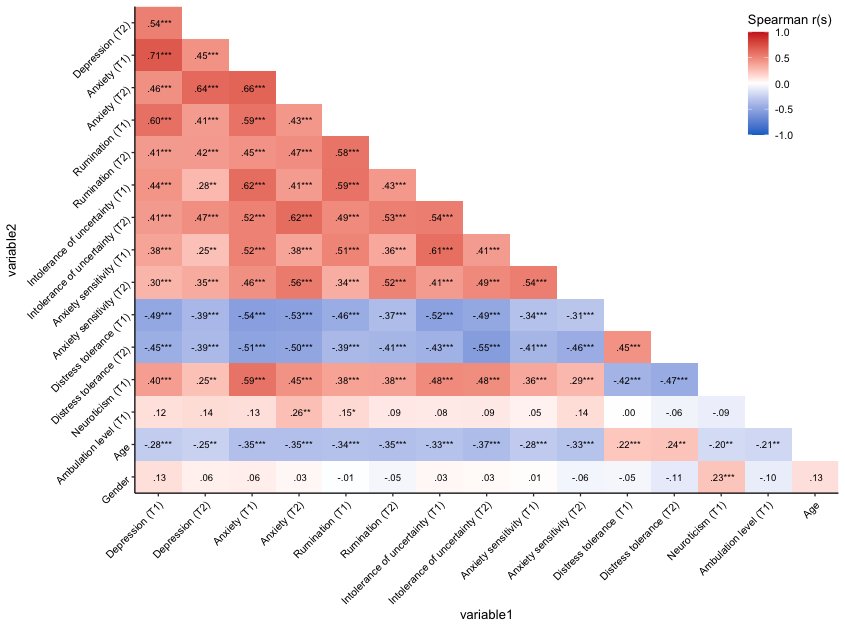 Spearman r(s)
1.0
0.5
0.0
-0.5
-1.0
variable2
Depression (T2) .54***
Anxiety (T1) .71*** .45***
Anxiety (T2) .46*** .64*** .66***
Rumination (T1) .60*** .41*** .59*** .43***
Rumination (T2) .41*** .42*** .45*** .47*** .58***
Intolerance of uncertainty (T1) .44*** .28** .62*** .41*** .59*** .43***
Intolerance of uncertainty (T2) .41*** .47*** .52*** .62*** .49*** .53*** .54***
Anxiety sensitivity (T1) .38*** .25** .52*** .38*** .51*** .36*** .61*** .41***
Anxiety sensitivity (T2) .30*** .35*** .46*** .56*** .34*** .52*** .41*** .49*** .54***
Distress tolerance (T1) -.49*** -.39*** -.54*** -.53*** -.46*** -.37*** -.52*** -.49*** -.34*** -.31***
Distress tolerance (T2) -.45*** -.39*** -.51*** -.50*** -.39*** -.41*** -.43*** -.55*** -.41*** -.46*** .45***
Neuroticism (T1) .40*** .25** .59*** .45*** .38*** .38*** .48*** .48*** .36*** .29*** -.42*** -.47***
Ambulation level (T1) .12 .14 .13 .26** .15* .09 .08 .09 .05 .14 .00 -.06 -.09
Age -.28*** -.25** -.35*** -.35*** -.34*** -.35*** -.33*** -.37*** -.28*** -.33*** .22*** .24** -.20** -.21**
Gender .13 .06 .06 .03 -.01 -.05 .03 .03 .01 -.06 -.05 -.11 .23*** -.10 .13
Depression (T1)
Depression (T2)
Anxiety (T1)
Anxiety (T2)
Rumination (T1)
Rumination (T2)
Intolerance of uncertainty (T1)
Intolerance of uncertainty (T2)
Anxiety sensitivity (T1)
Anxiety sensitivity (T2)
Distress tolerance (T1)
Distress tolerance (T2)
Neuroticism (T1)
Ambulation level (T1)
Age
variable1